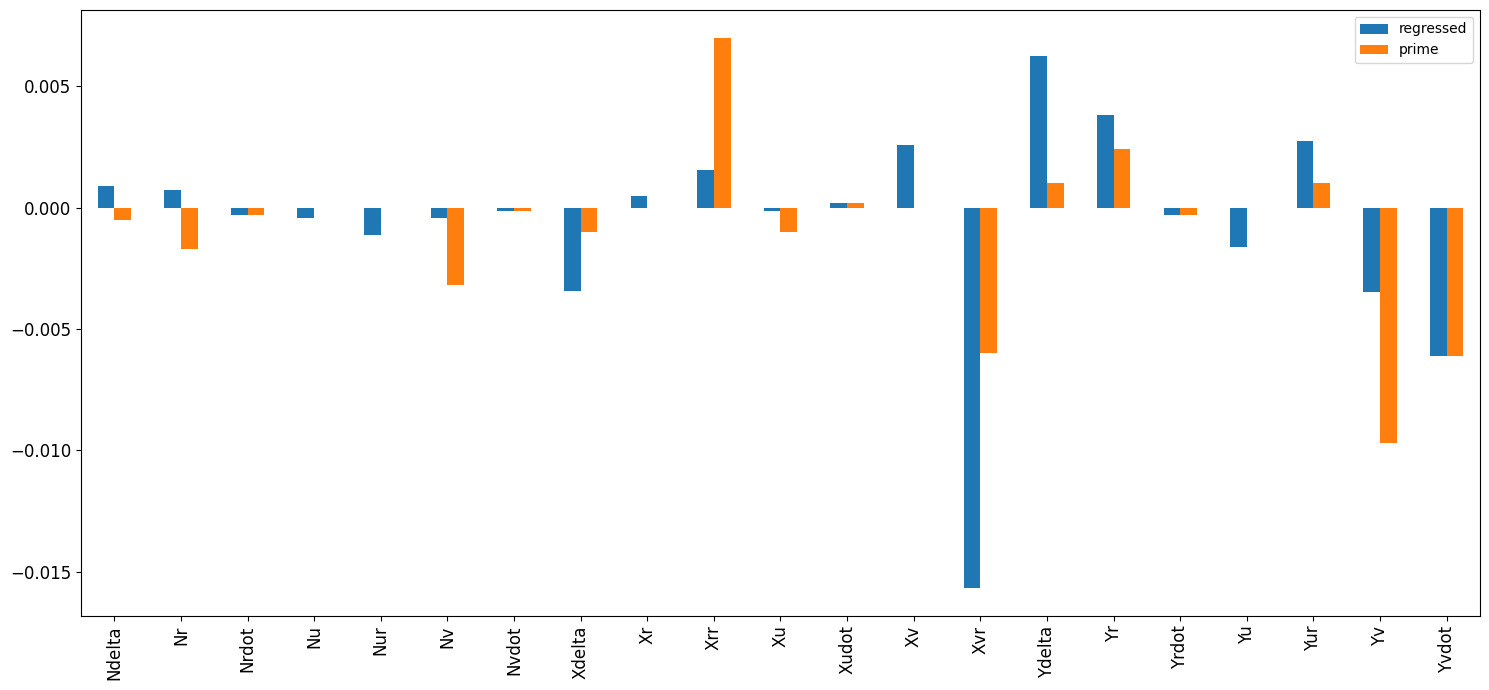 regressed
prime
0.005
0.000
−0.005
−0.010
−0.015
Ndelta
Nr
Nrdot
Nu
Nur
Nv
Nvdot
Xdelta
Xr
Xrr
Xu
Xudot
Xv
Xvr
Ydelta
Yr
Yrdot
Yu
Yur
Yv
Yvdot